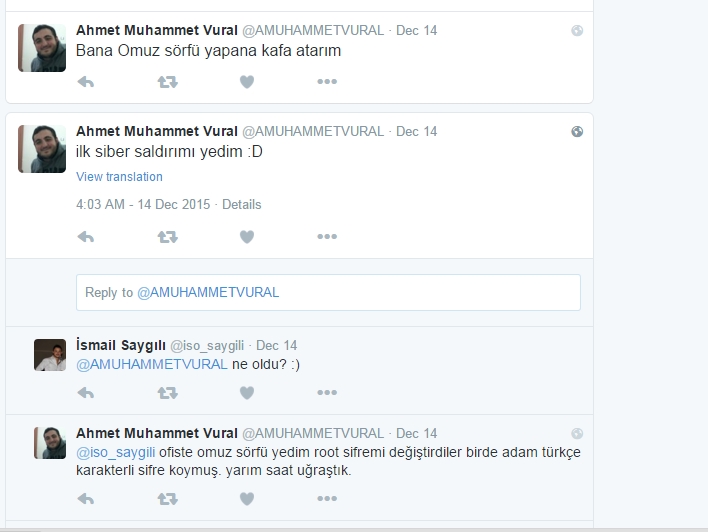 Ahmet Muhammet Vural @AMUHAMMETVURAL · Dec 14
Bana Omuz sörfü yapana kafa atarım
Ahmet Muhammet Vural @AMUHAMMETVURAL · Dec 14
ilk siber saldırımı yedim :D
View translation
4:03 AM - 14 Dec 2015 · Details
Reply to @AMUHAMMETVURAL
İsmail Saygılı @iso_saygili · Dec 14
@AMUHAMMETVURAL ne oldu? :)
Ahmet Muhammet Vural @AMUHAMMETVURAL · Dec 14
@iso_saygili ofiste omuz sörfü yedim root sifremi değiştirdiler birde adam türkçe
karakterli sifre koymuş. yarım saat uğraştık.